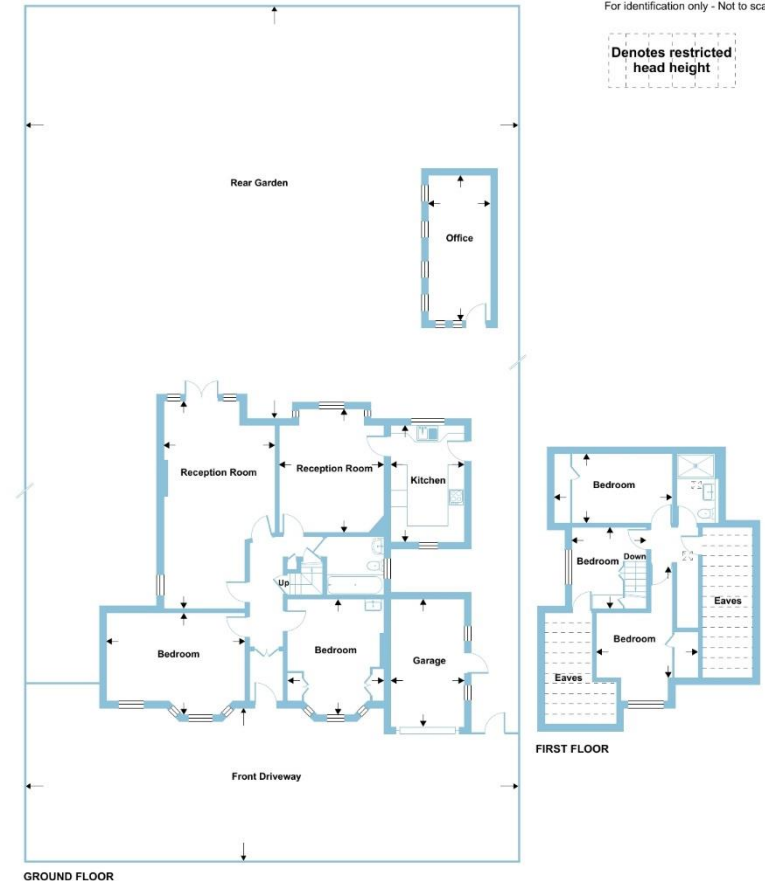 For identification only - Not to sca
Denotes restricted
head height
Rear Garden
Office
Reception Room
Reception Room
Kitchen
Up
Bedroom
Bedroom
Garage
Front Driveway
GROUND FLOOR
Bedroom
Bedroom
Down
Eaves
Bedroom
Eaves
FIRST FLOOR